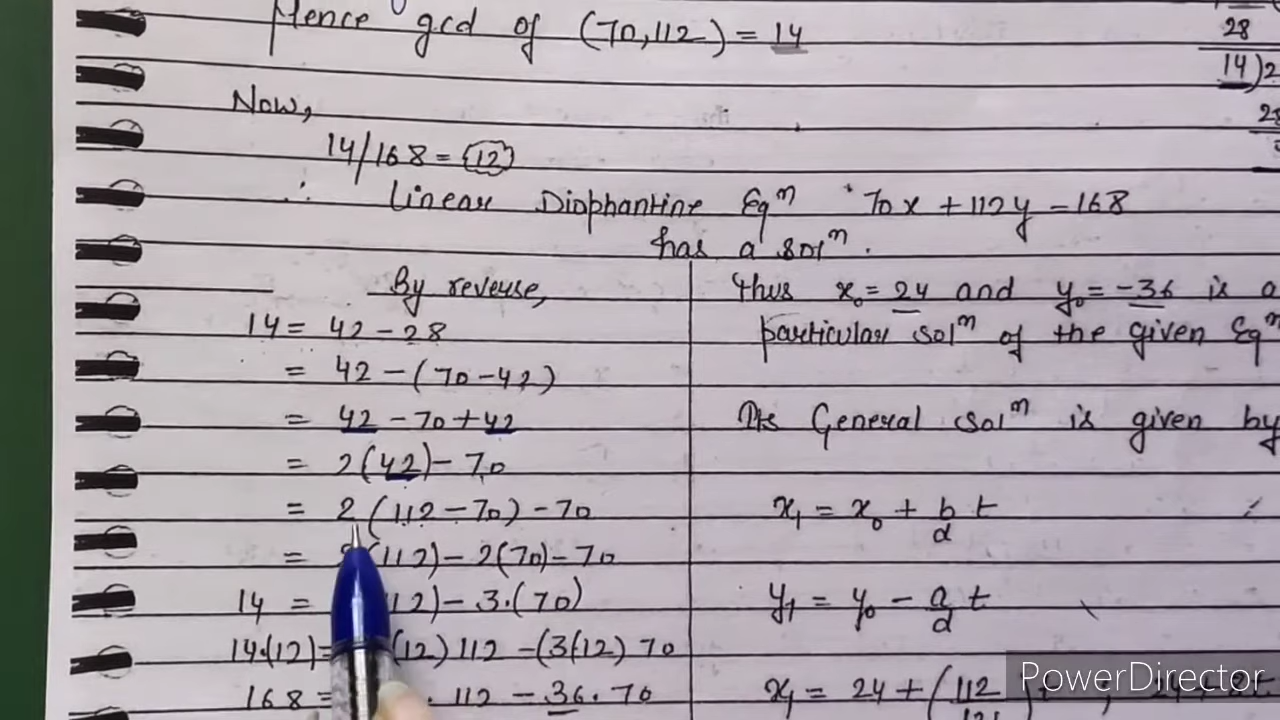 Hence gcd of (70,112) = 14
28
14)2
28
Now,
14/168 = 12
∴ Linear Diophantine Eqⁿ 70x + 112y = 168
has a solⁿ.
By reverse,
14 = 42 - 28
= 42 - (70 - 42)
= 42 - 70 + 42
= 2(42) - 70
= 2(112 - 70) - 70
= (112) - 2(70) - 70
14 = 12) - 3.(70)
14.(12) = (12) 112 - (3(12) 70
168 = . 112 - 36. 70
Thus x₀ = 24 and y₀ = -36 is a
particular solⁿ of the given Eqⁿ
Its General solⁿ is given by
x₁ = x₀ + b/d t
y₁ = y₀ - a/d t
x₁ = 24 + (112
PowerDirector